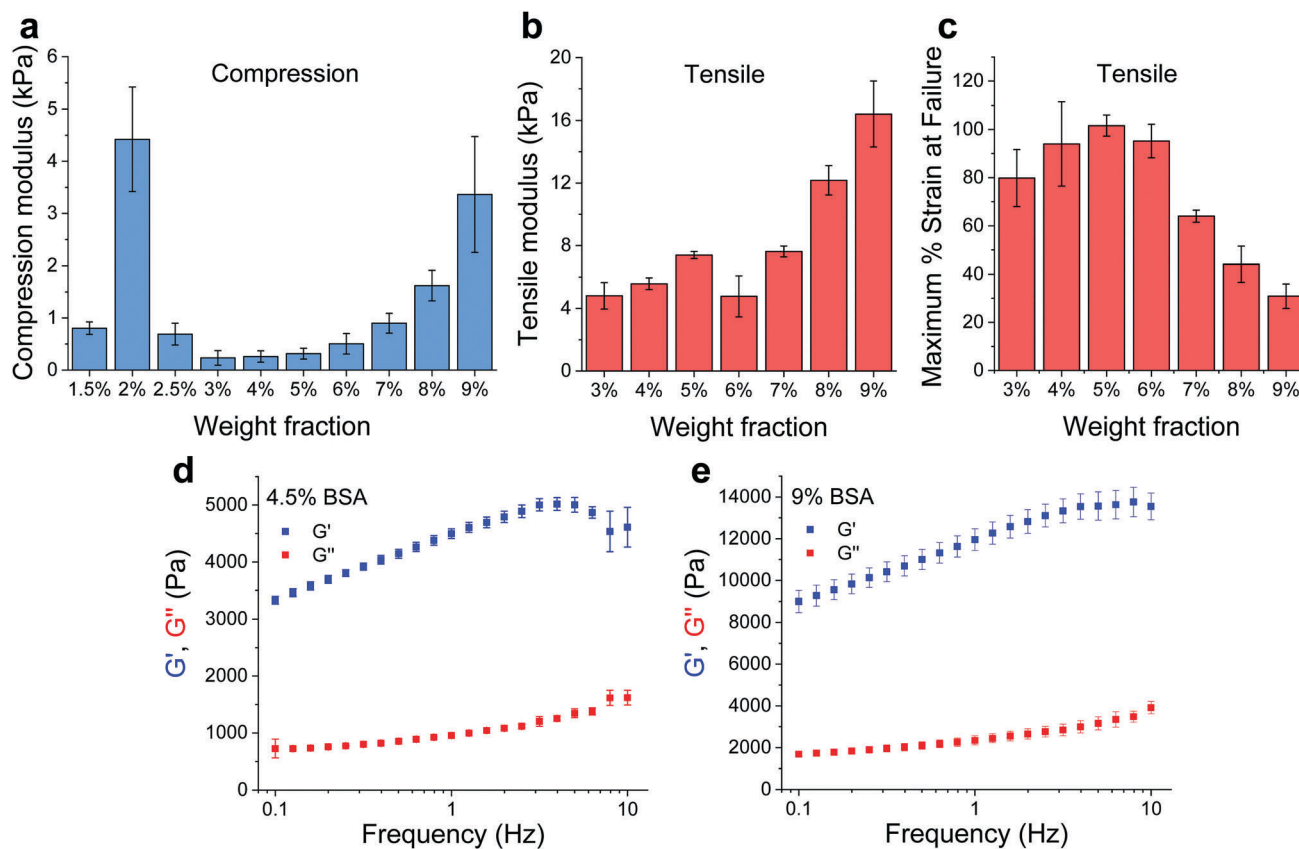 a
Compression
Compression modulus (kPa)
6
5
4
3
2
1
0
1.5% 2% 2.5% 3% 4% 5% 6% 7% 8% 9%
Weight fraction
b
Tensile
Tensile modulus (kPa)
20
16
12
8
4
0
3% 4% 5% 6% 7% 8% 9%
Weight fraction
c
Tensile
Maximum % Strain at Failure
120
100
80
60
40
20
0
3% 4% 5% 6% 7% 8% 9%
Weight fraction
d
4.5% BSA
G'
G''
G', G'' (Pa)
5000
4000
3000
2000
1000
0
0.1 1 10
Frequency (Hz)
e
9% BSA
G'
G''
G', G'' (Pa)
14000
12000
10000
8000
6000
4000
2000
0
0.1 1 10
Frequency (Hz)